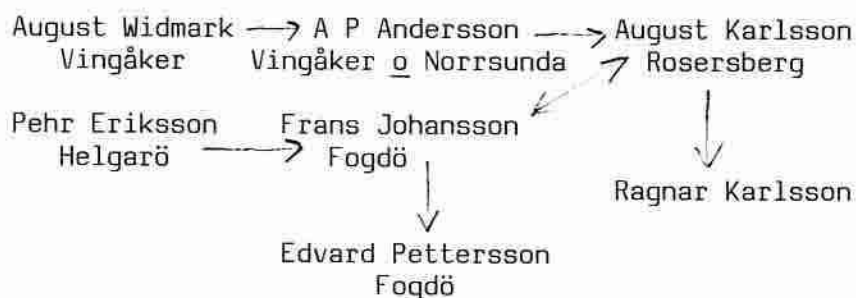 August Widmark → A P Andersson → August Karlsson
Vingåker Vingåker o Norrsunda Rosersberg
Pehr Eriksson Frans Johansson
Helgarö → Fogdö
Ragnar Karlsson
Edvard Pettersson
Fogdö